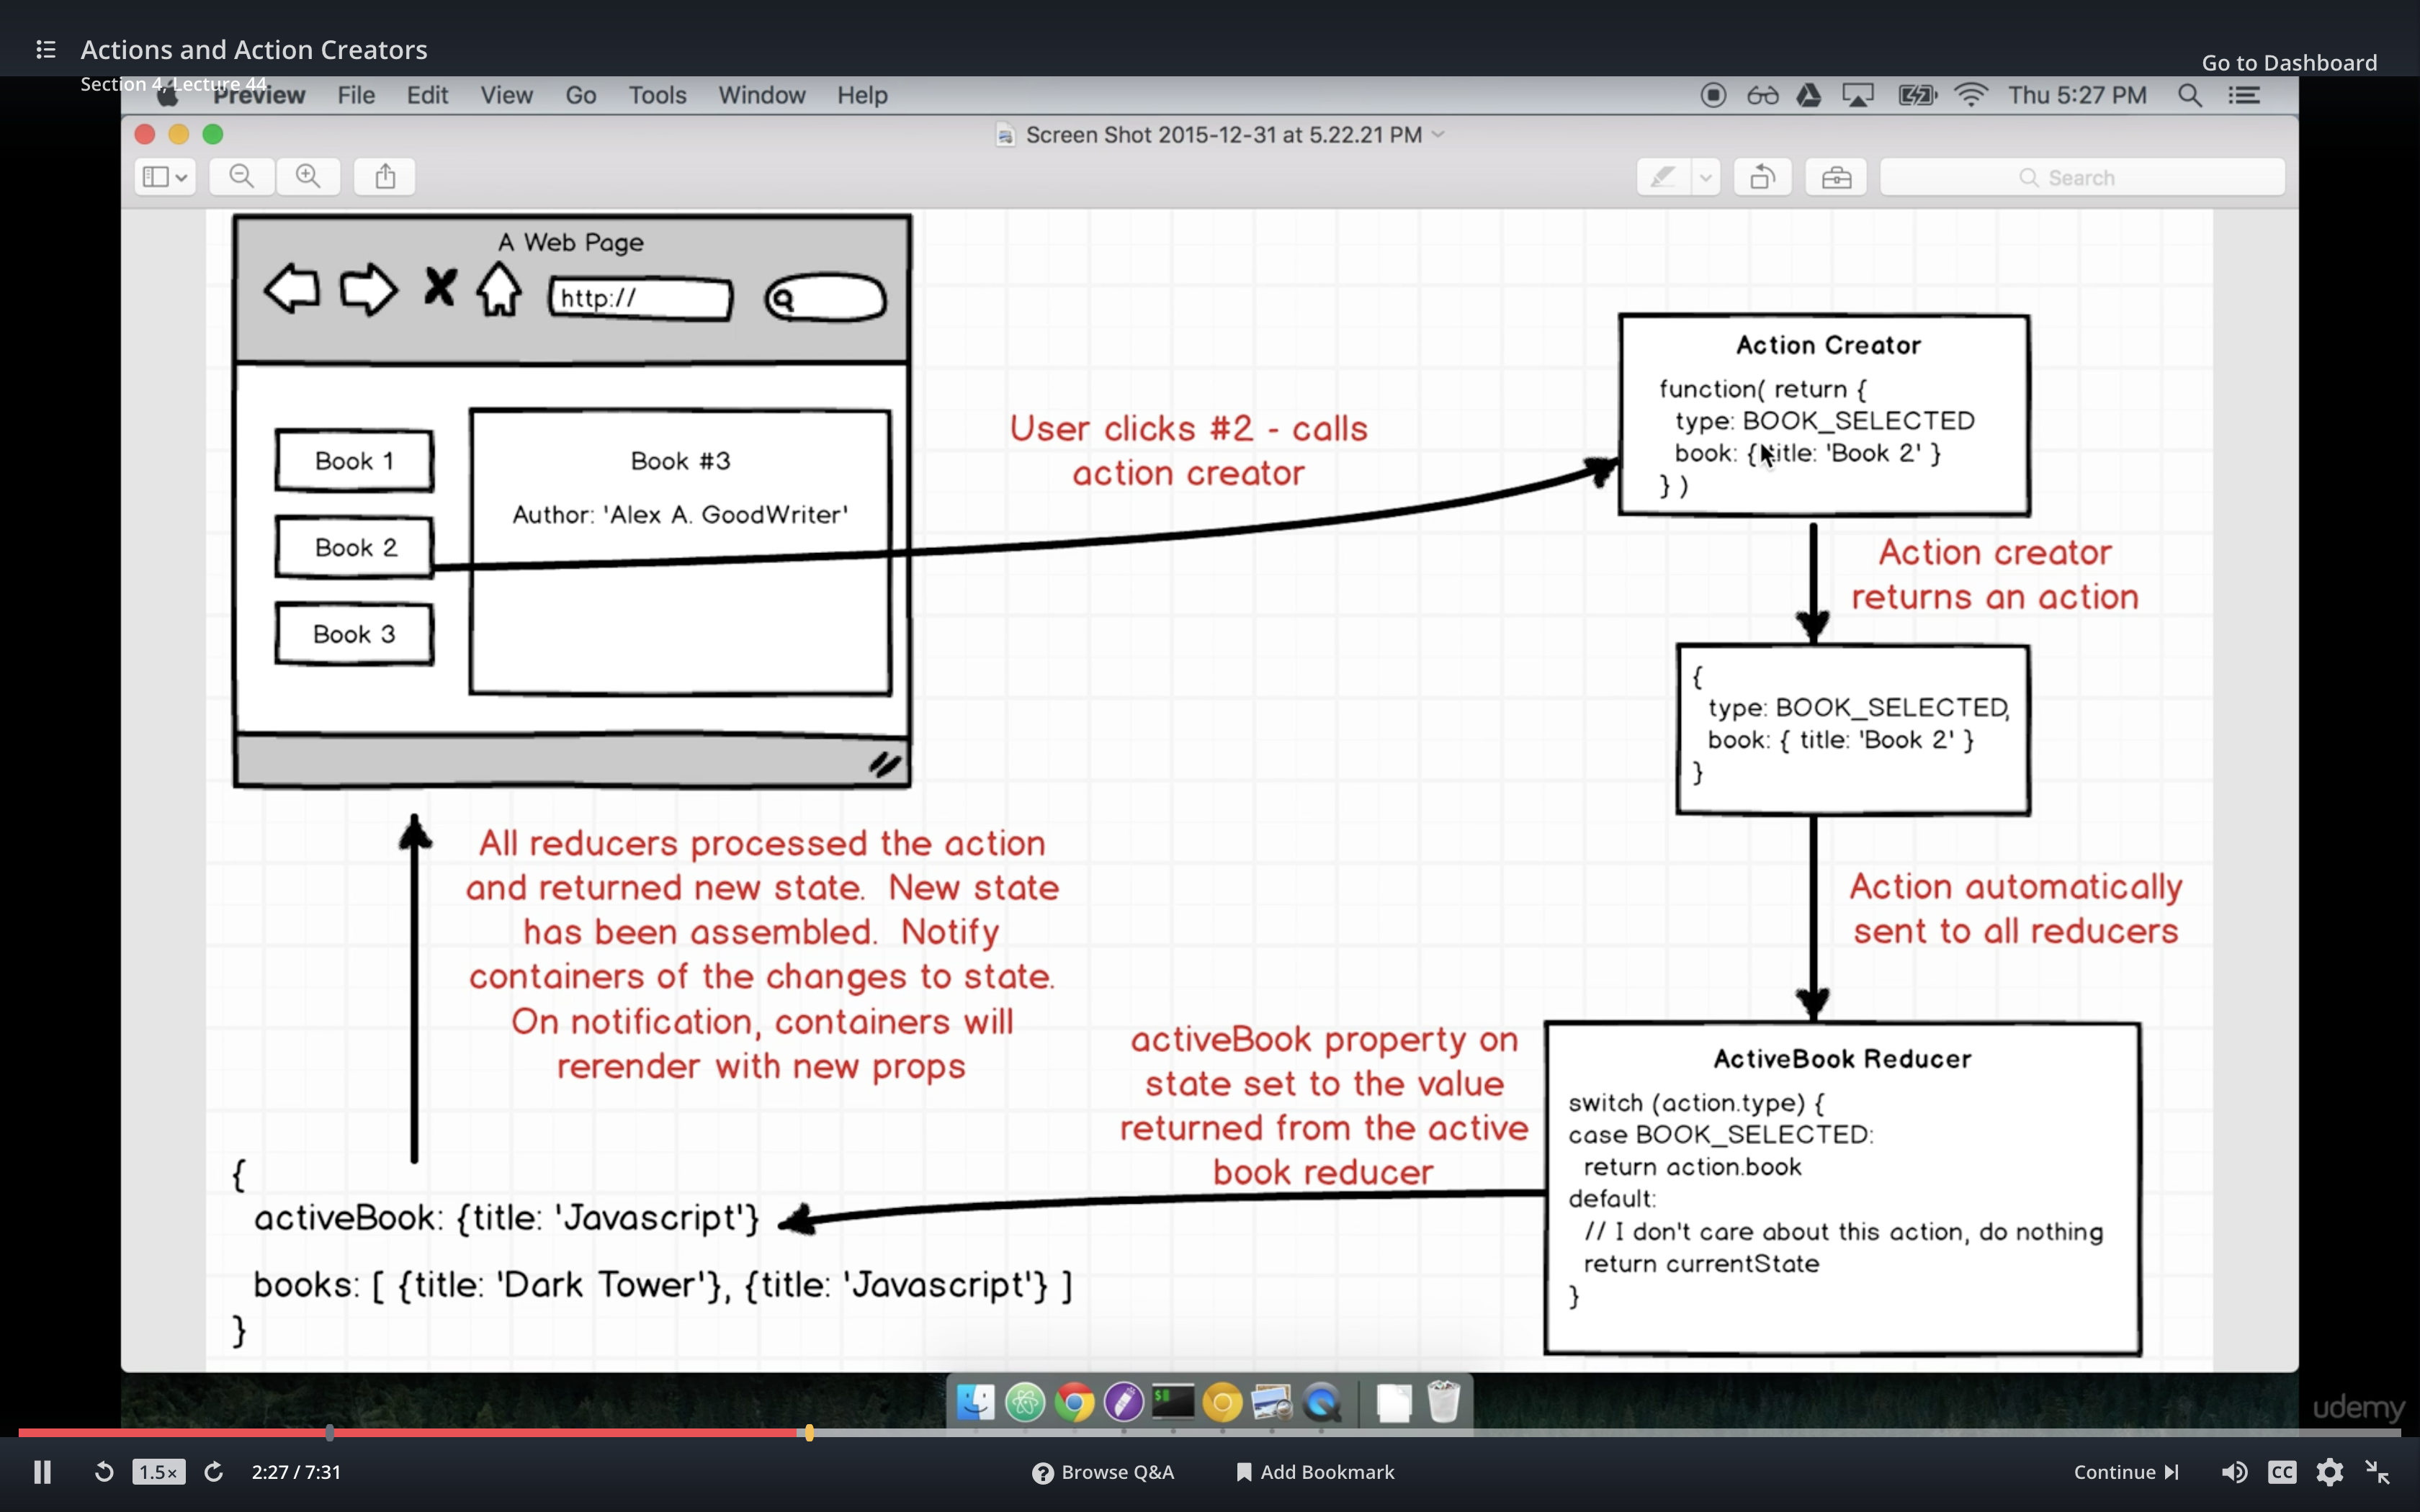 Actions and Action Creators
Section 4, Lecture 44
Go to Dashboard
Preview File Edit View Go Tools Window Help
Thu 5:27 PM
Screen Shot 2015-12-31 at 5.22.21 PM
Search
A Web Page
http://
Book 1
Book 2
Book 3
Book #3
Author: 'Alex A. GoodWriter'
User clicks #2 - calls
action creator
Action Creator
function( return {
type: BOOK_SELECTED
book: { title: 'Book 2' }
} )
Action creator
returns an action
{
type: BOOK_SELECTED,
book: { title: 'Book 2' }
}
Action automatically
sent to all reducers
ActiveBook Reducer
switch (action.type) {
case BOOK_SELECTED:
return action.book
default:
// I don't care about this action, do nothing
return currentState
}
activeBook property on
state set to the value
returned from the active
book reducer
All reducers processed the action
and returned new state. New state
has been assembled. Notify
containers of the changes to state.
On notification, containers will
rerender with new props
{
activeBook: {title: 'Javascript'}
books: [ {title: 'Dark Tower'}, {title: 'Javascript'} ]
}
udemy
1.5×
2:27 / 7:31
Browse Q&A
Add Bookmark
Continue
CC